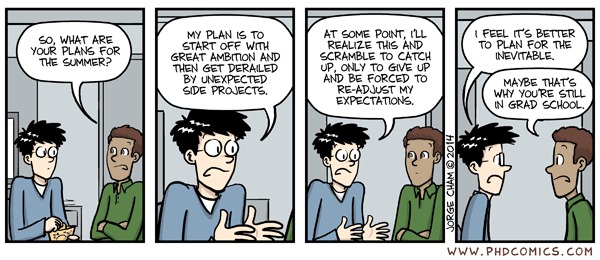 SO, WHAT ARE
YOUR PLANS FOR
THE SUMMER?
MY PLAN IS TO
START OFF WITH
GREAT AMBITION AND
THEN GET DERAILED
BY UNEXPECTED
SIDE PROJECTS.
AT SOME POINT, I'LL
REALIZE THIS AND
SCRAMBLE TO CATCH
UP, ONLY TO GIVE UP
AND BE FORCED TO
RE-ADJUST MY
EXPECTATIONS.
JORGE CHAM © 2014
I FEEL IT'S BETTER
TO PLAN FOR THE
INEVITABLE.
MAYBE THAT'S
WHY YOU'RE STILL
IN GRAD SCHOOL.
WWW.PHDCOMICS.COM